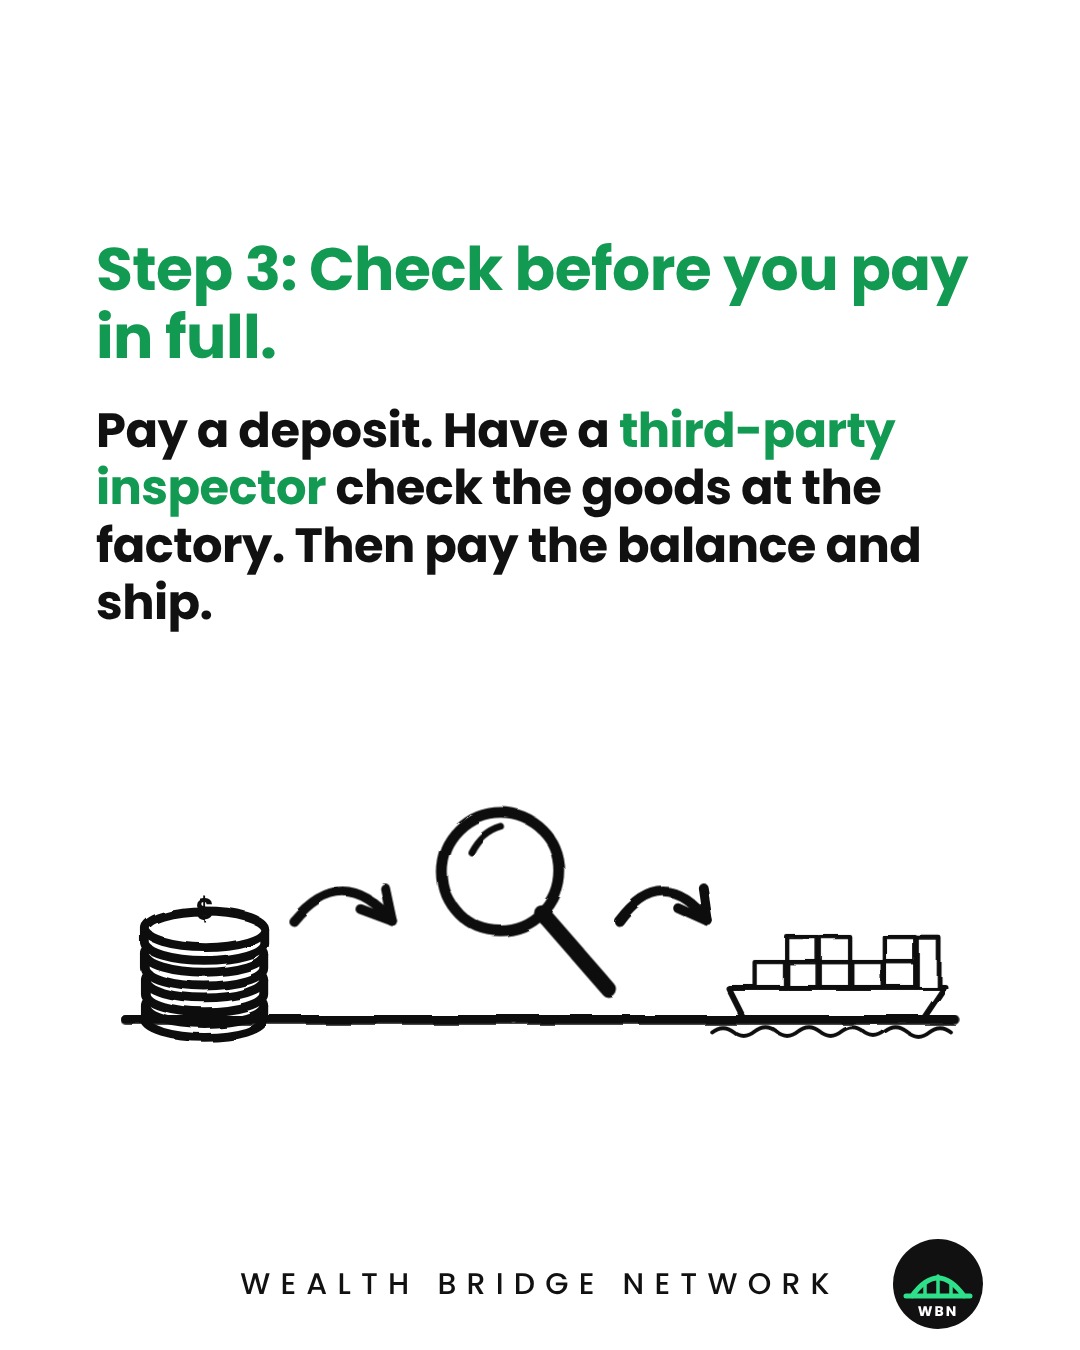 Step 3: Check before you pay
in full.
Pay a deposit. Have a third-party
inspector check the goods at the
factory. Then pay the balance and
ship.
$
WEALTH BRIDGE NETWORK
WBN